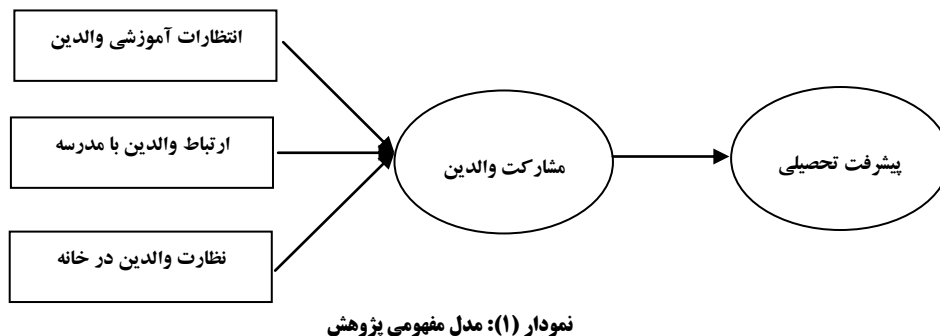 انتظارات آموزشی والدین
ارتباط والدین با مدرسه
مشارکت والدین
پیشرفت تحصیلی
نظارت والدین در خانه
نمودار (۱): مدل مفهومی پژوهش